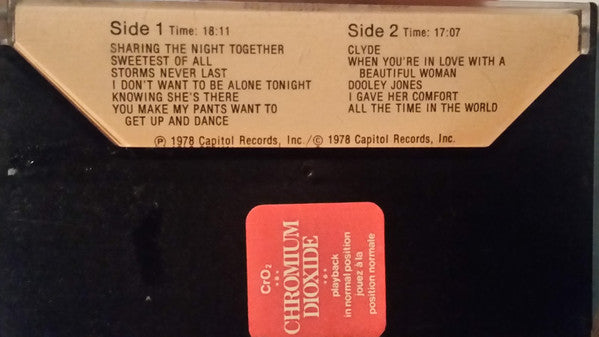 Side 1 Time: 18:11
SHARING THE NIGHT TOGETHER
SWEETEST OF ALL
STORMS NEVER LAST
I DON'T WANT TO BE ALONE TONIGHT
KNOWING SHE'S THERE
YOU MAKE MY PANTS WANT TO
GET UP AND DANCE
Side 2 Time: 17:07
CLYDE
WHEN YOU'RE IN LOVE WITH A
BEAUTIFUL WOMAN
DOOLEY JONES
I GAVE HER COMFORT
ALL THE TIME IN THE WORLD
℗ 1978 Capitol Records, Inc./© 1978 Capitol Records, Inc.
CrO₂
CHROMIUM
DIOXIDE
playback
in normal position
jouez à la
position normale